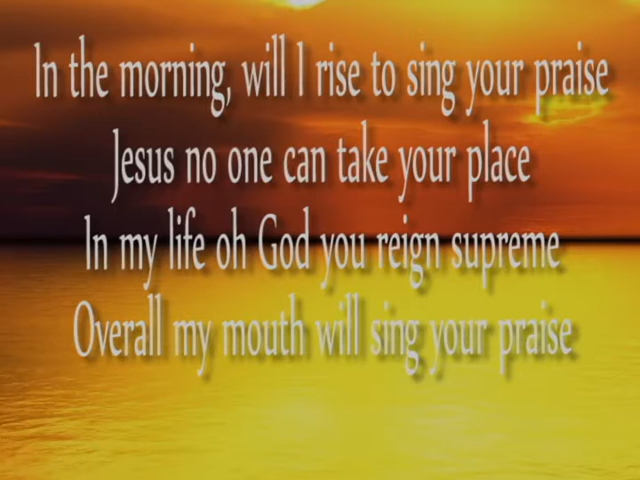 In the morning, will I rise to sing your praise
Jesus no one can take your place
In my life oh God you reign supreme
Overall my mouth will sing your praise